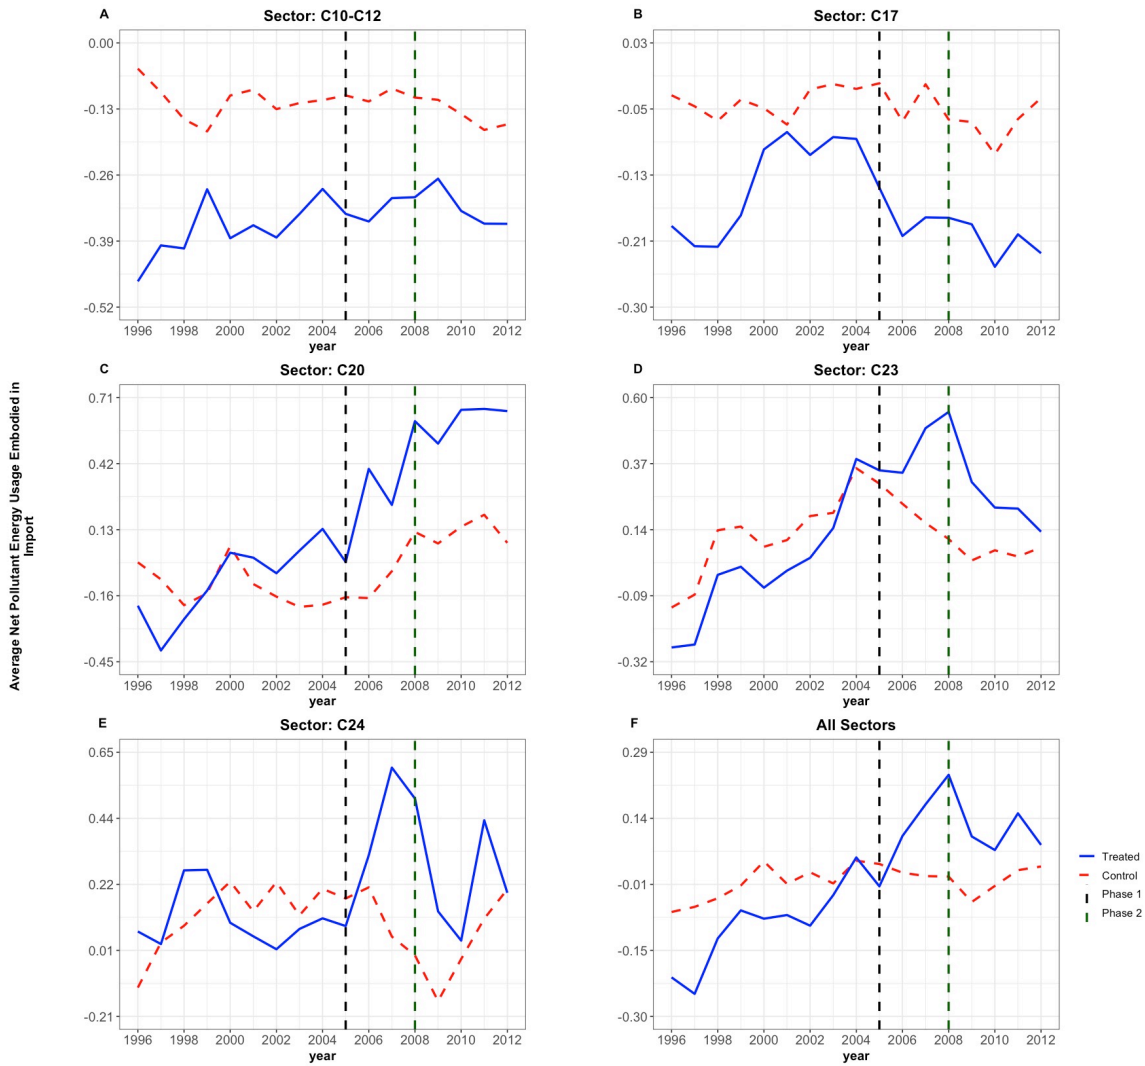 A
Sector: C10-C12
0.00
-0.13
-0.26
-0.39
-0.52
1996 1998 2000 2002 2004 2006 2008 2010 2012
year
B
Sector: C17
0.03
-0.05
-0.13
-0.21
-0.30
1996 1998 2000 2002 2004 2006 2008 2010 2012
year
Average Net Pollutant Energy Usage Embodied in
Import
C
Sector: C20
0.71
0.42
0.13
-0.16
-0.45
1996 1998 2000 2002 2004 2006 2008 2010 2012
year
D
Sector: C23
0.60
0.37
0.14
-0.09
-0.32
1996 1998 2000 2002 2004 2006 2008 2010 2012
year
E
Sector: C24
0.65
0.44
0.22
0.01
-0.21
1996 1998 2000 2002 2004 2006 2008 2010 2012
year
F
All Sectors
0.29
0.14
-0.01
-0.15
-0.30
1996 1998 2000 2002 2004 2006 2008 2010 2012
year
Treated
Control
Phase 1
Phase 2